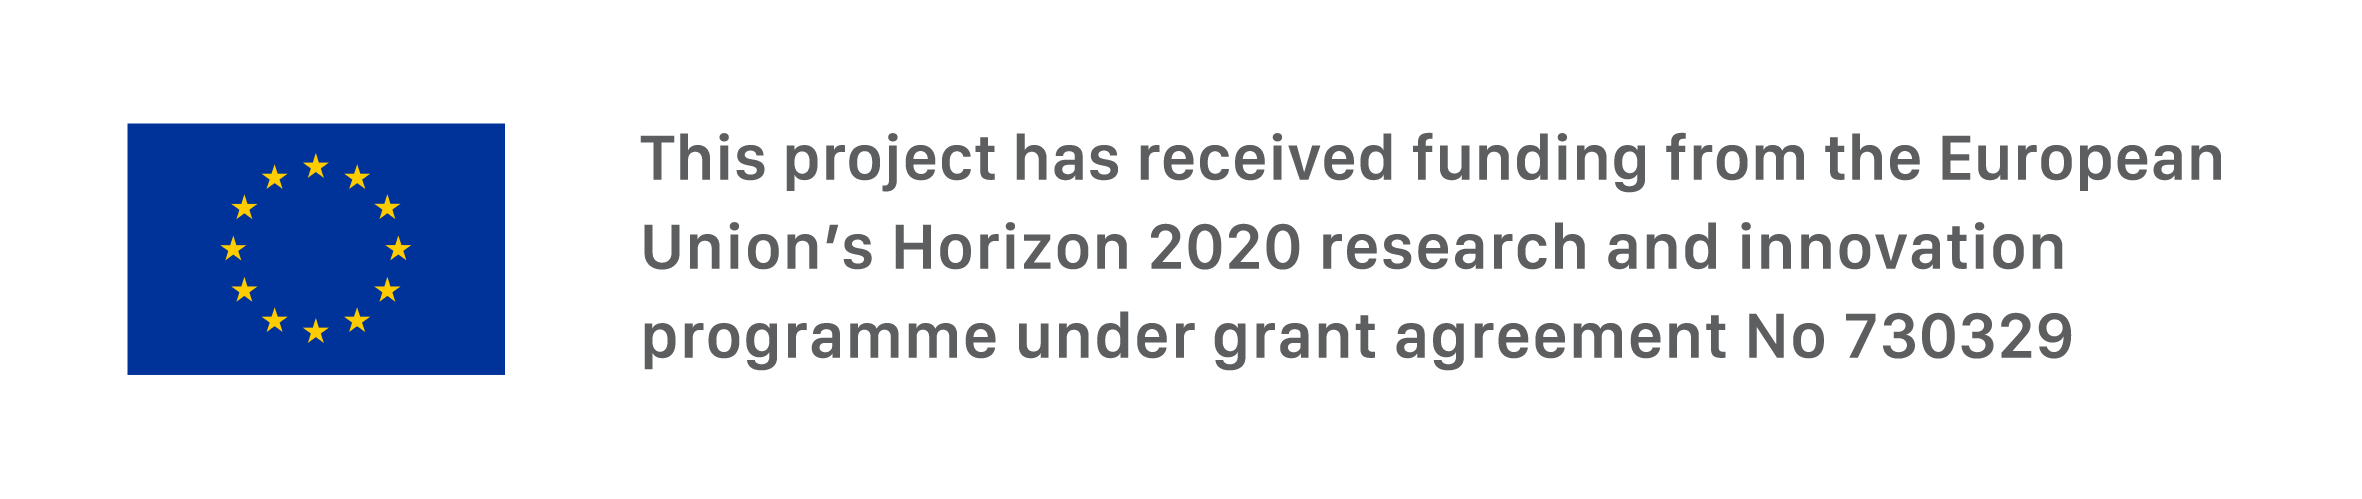 This project has received funding from the European
Union’s Horizon 2020 research and innovation
programme under grant agreement No 730329